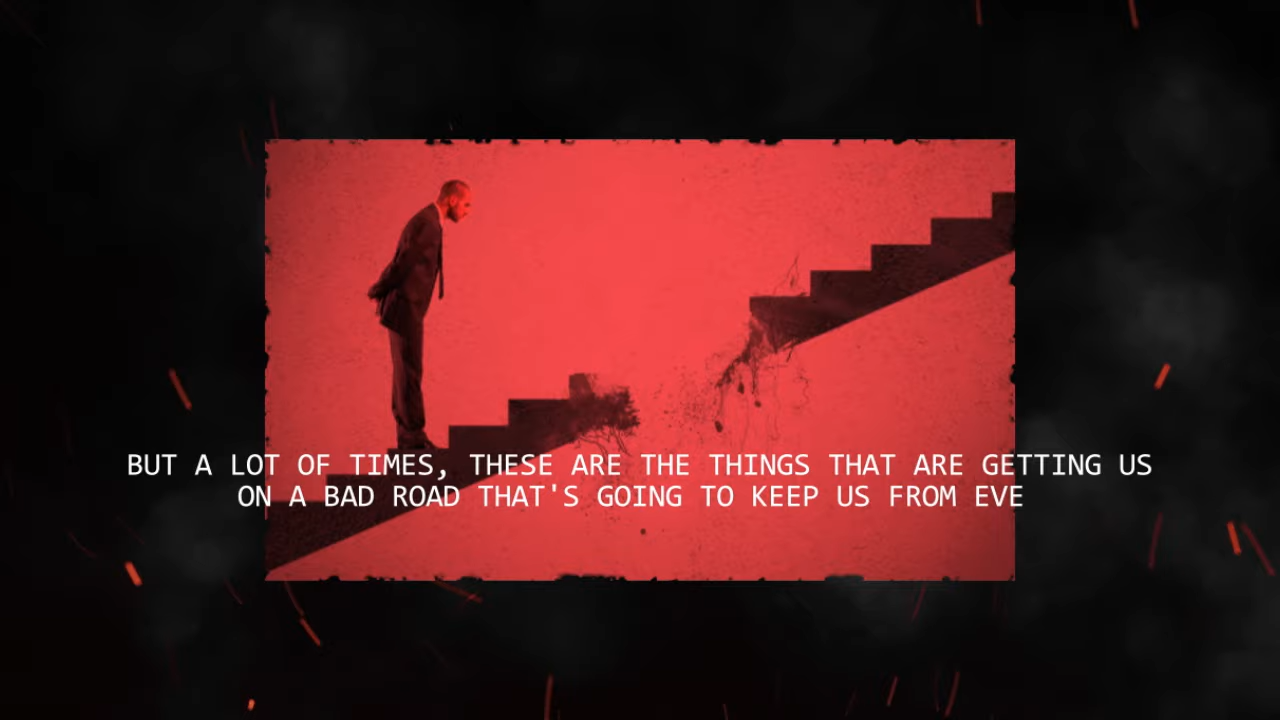 BUT A LOT OF TIMES, THESE ARE THE THINGS THAT ARE GETTING US
ON A BAD ROAD THAT'S GOING TO KEEP US FROM EVE